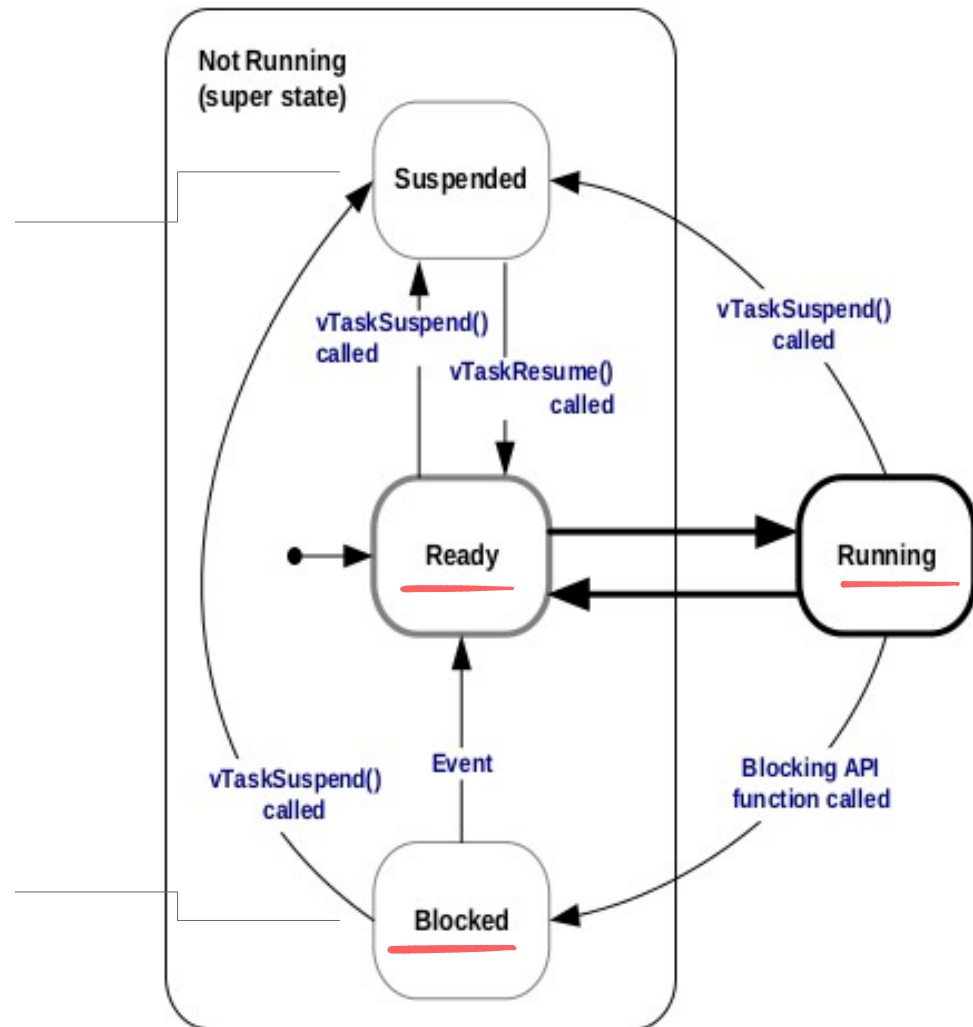 Not Running
(super state)
Suspended
vTaskSuspend()
called
vTaskResume()
called
vTaskSuspend()
called
Ready
Running
vTaskSuspend()
called
Event
Blocking API
function called
Blocked